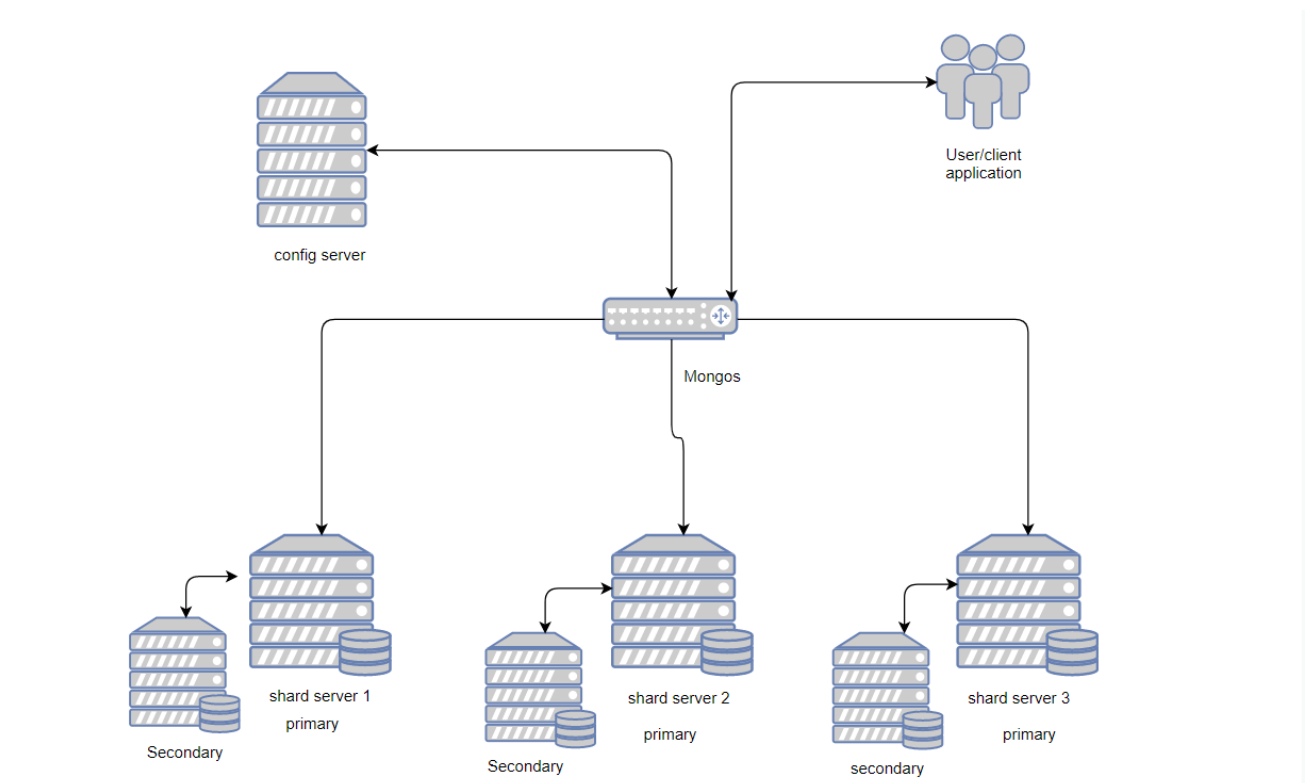 User/client
application
config server
Mongos
shard server 1
primary
Secondary
shard server 2
primary
Secondary
shard server 3
primary
secondary